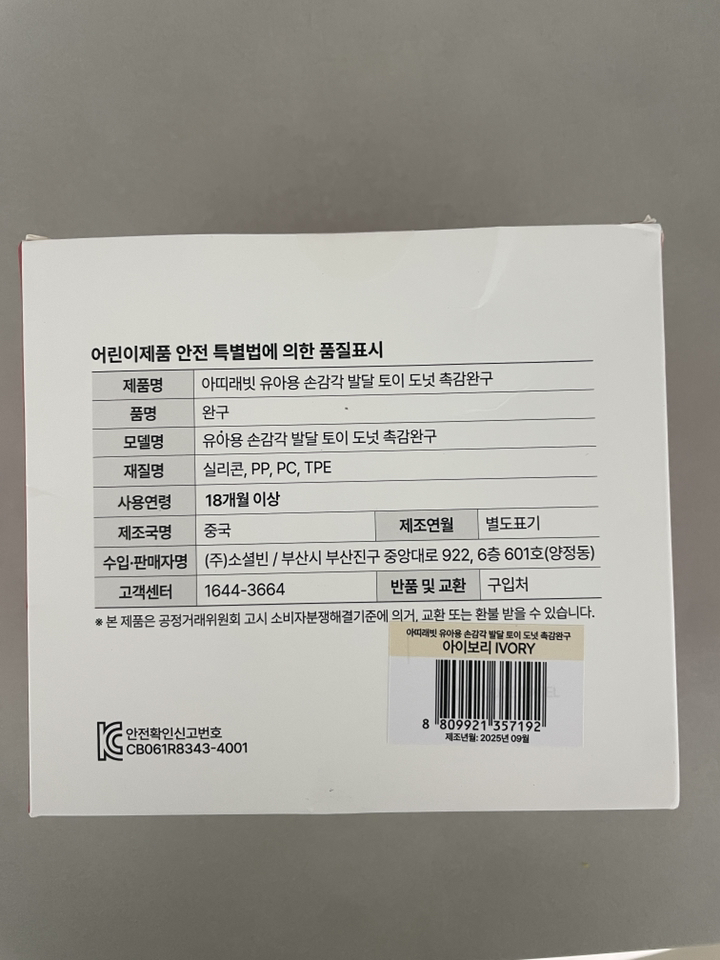 어린이제품 안전 특별법에 의한 품질표시
제품명 아띠래빗 유아용 손감각 발달 토이 도넛 촉감완구
품명 완구
모델명 유아용 손감각 발달 토이 도넛 촉감완구
재질명 실리콘, PP, PC, TPE
사용연령 18개월 이상
제조국명 중국 제조연월 별도표기
수입·판매자명 (주)소셜빈 / 부산시 부산진구 중앙대로 922, 6층 601호(양정동)
고객센터 1644-3664 반품 및 교환 구입처
※ 본 제품은 공정거래위원회 고시 소비자분쟁해결기준에 의거, 교환 또는 환불 받을 수 있습니다.
아띠래빗 유아용 손감각 발달 토이 도넛 촉감완구
아이보리 IVORY
8 809921 357192
제조년월: 2025년 09월
안전확인신고번호
CB061R8343-4001